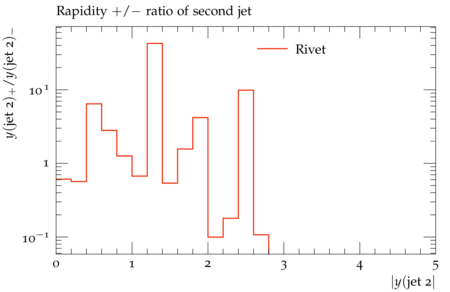 Rapidity +/− ratio of second jet
y(jet 2)₊/y(jet 2)₋
Rivet
10¹
1
10⁻¹
0 1 2 3 4 5
|y(jet 2|